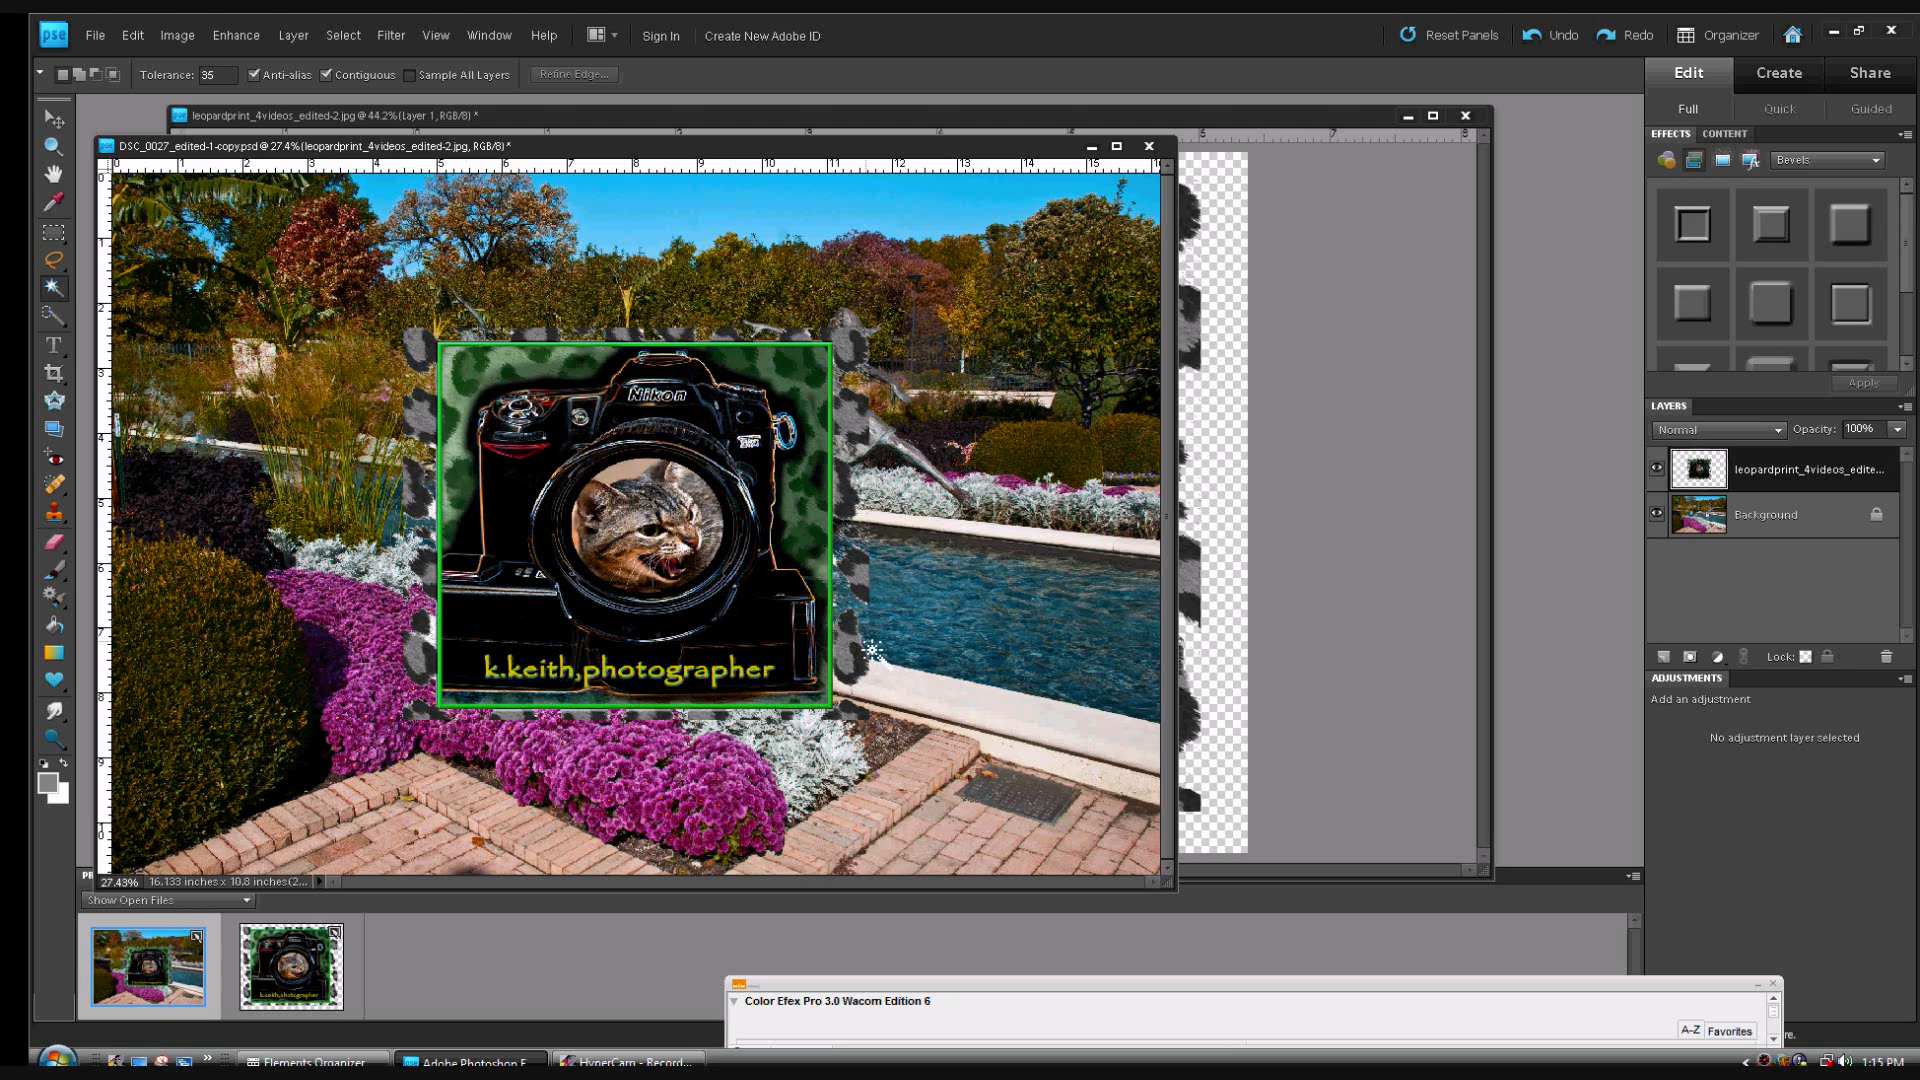 pse File Edit Image Enhance Layer Select Filter View Window Help Sign In Create New Adobe ID Reset Panels Undo Redo Organizer
Tolerance: 35 Anti-alias Contiguous Sample All Layers Refine Edge...
Edit Create Share
Full Quick Guided
leopardprint_4videos_edited-2.jpg @ 44.2%(Layer 1,RGB/8) *
DSC_0027_edited-1-copy.psd @ 27.4%(leopardprint_4videos_edited-2.jpg, RGB/8)*
EFFECTS CONTENT
Bevels
Apply
LAYERS
Normal Opacity: 100%
leopardprint_4videos_edite...
Background
Lock:
ADJUSTMENTS
Add an adjustment
No adjustment layer selected
Nikon
k.keith,photographer
27.43% 16.133 inches x 10.8 inches(2...
Show Open Files
Color Efex Pro 3.0 Wacom Edition 6
A-Z Favorites
Elements Organizer Adobe Photoshop E HyperCam - Record... 1:15 PM